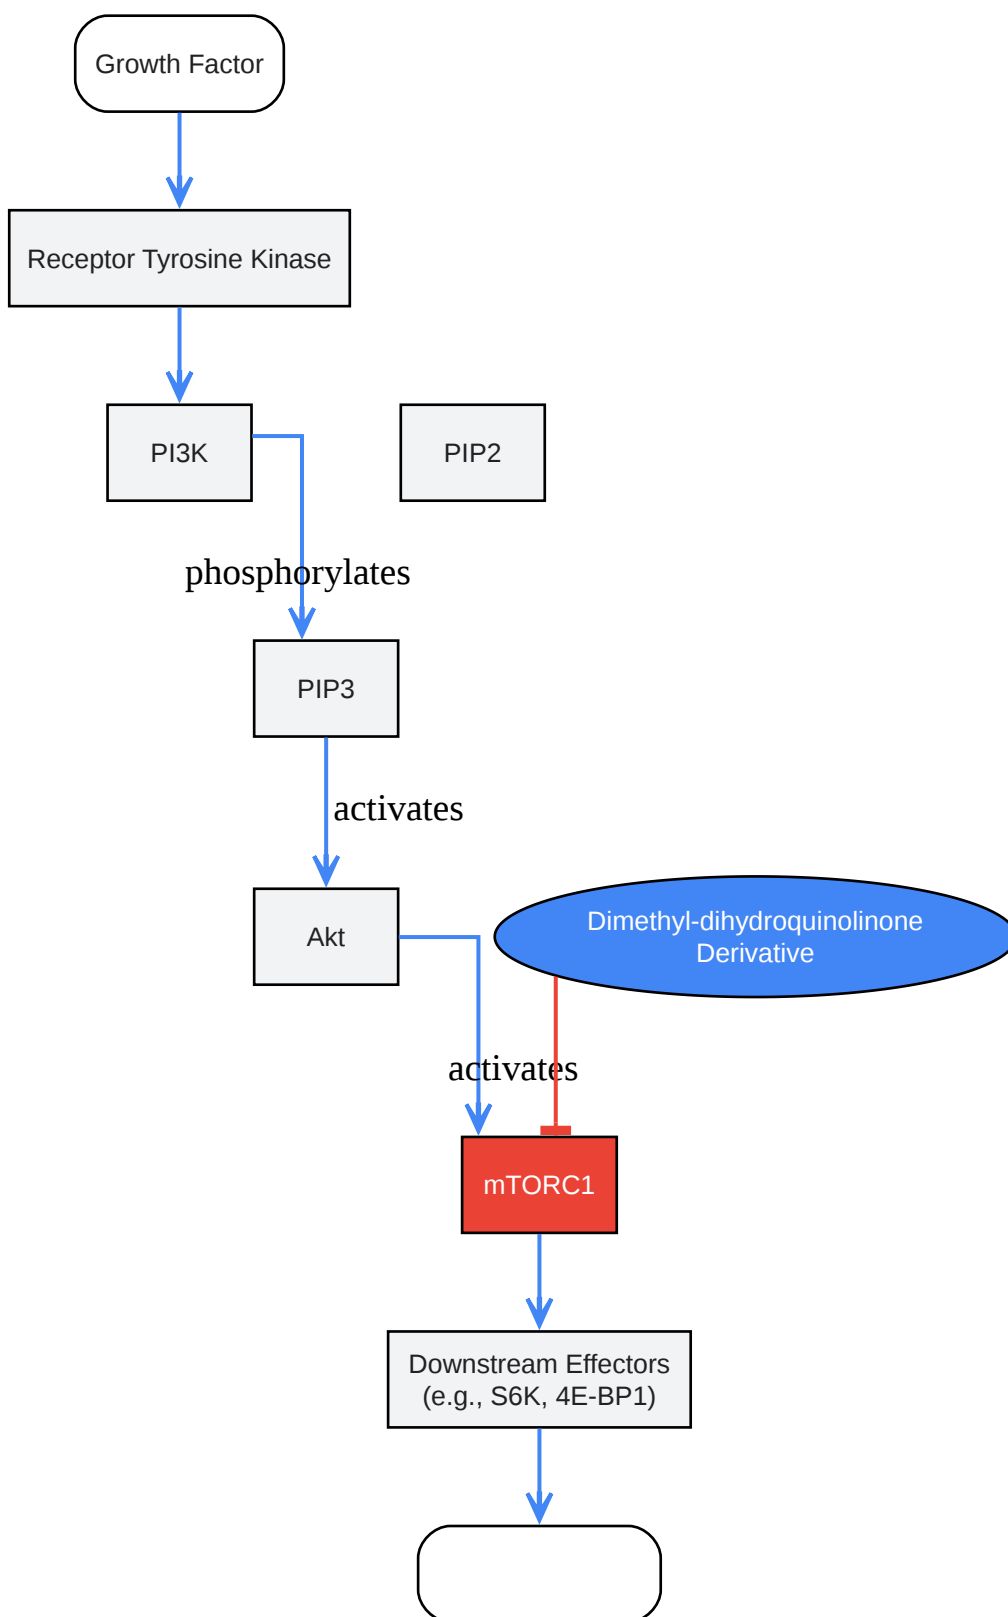 Growth Factor
Receptor Tyrosine Kinase
PI3K
PIP2
phosphorylates
PIP3
activates
Akt
Dimethyl-dihydroquinolinone
Derivative
activates
mTORC1
Downstream Effectors
(e.g., S6K, 4E-BP1)